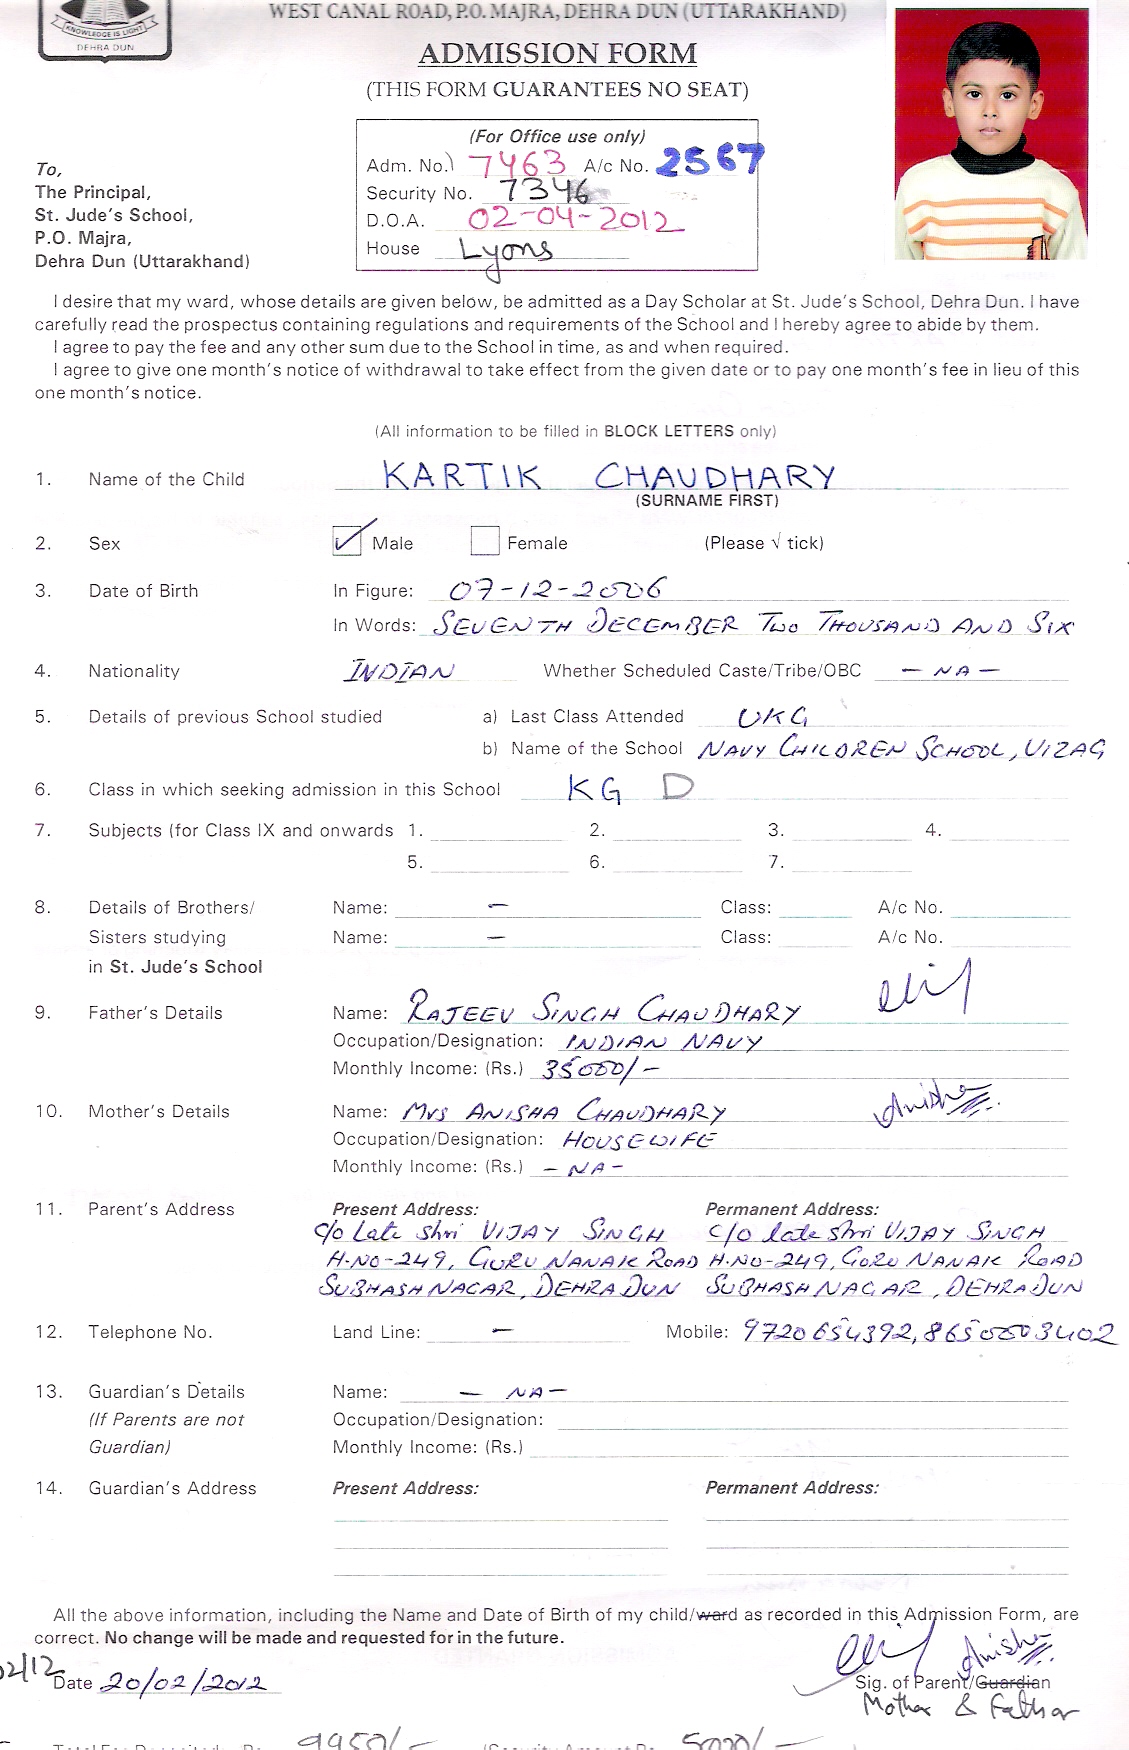 KNOWLEDGE IS LIGHT
DEHRA DUN
WEST CANAL ROAD, P.O. MAJRA, DEHRA DUN (UTTARAKHAND)
ADMISSION FORM
(THIS FORM GUARANTEES NO SEAT)
(For Office use only)
Adm. No. 7463 A/c No. 2567
Security No. 7346
D.O.A. 02-04-2012
House Lyons
To,
The Principal,
St. Jude's School,
P.O. Majra,
Dehra Dun (Uttarakhand)
I desire that my ward, whose details are given below, be admitted as a Day Scholar at St. Jude's School, Dehra Dun. I have
carefully read the prospectus containing regulations and requirements of the School and I hereby agree to abide by them.
I agree to pay the fee and any other sum due to the School in time, as and when required.
I agree to give one month's notice of withdrawal to take effect from the given date or to pay one month's fee in lieu of this
one month's notice.
(All information to be filled in BLOCK LETTERS only)
1. Name of the Child KARTIK CHAUDHARY
(SURNAME FIRST)
2. Sex Male Female (Please √ tick)
3. Date of Birth In Figure: 07-12-2006
In Words: SEVENTH DECEMBER TWO THOUSAND AND SIX
4. Nationality INDIAN Whether Scheduled Caste/Tribe/OBC - NA -
5. Details of previous School studied a) Last Class Attended UKG
b) Name of the School NAVY CHILDREN SCHOOL, VIZAG
6. Class in which seeking admission in this School KG D
7. Subjects (for Class IX and onwards 1. 2. 3. 4.
5. 6. 7.
8. Details of Brothers/ Name: - Class: A/c No.
Sisters studying Name: - Class: A/c No.
in St. Jude's School
9. Father's Details Name: RAJEEV SINGH CHAUDHARY
Occupation/Designation: INDIAN NAVY
Monthly Income: (Rs.) 35000/-
10. Mother's Details Name: Mrs ANISHA CHAUDHARY Anisha
Occupation/Designation: HOUSEWIFE
Monthly Income: (Rs.) - NA -
11. Parent's Address Present Address: Permanent Address:
C/o Late Shri VIJAY SINGH C/o late Shri VIJAY SINGH
H.NO-249, GURU NANAK ROAD H.NO-249, GURU NANAK ROAD
SUBHASH NAGAR, DEHRA DUN SUBHASH NAGAR, DEHRADUN
12. Telephone No. Land Line: - Mobile: 9720654392, 8650003402
13. Guardian's Details Name: - NA -
(If Parents are not Occupation/Designation:
Guardian) Monthly Income: (Rs.)
14. Guardian's Address Present Address: Permanent Address:
All the above information, including the Name and Date of Birth of my child/ward as recorded in this Admission Form, are
correct. No change will be made and requested for in the future.
Anisha
02/12
Date 20/02/2012 Sig. of Parent/Guardian
Mother & Father
9950/- 5000/-